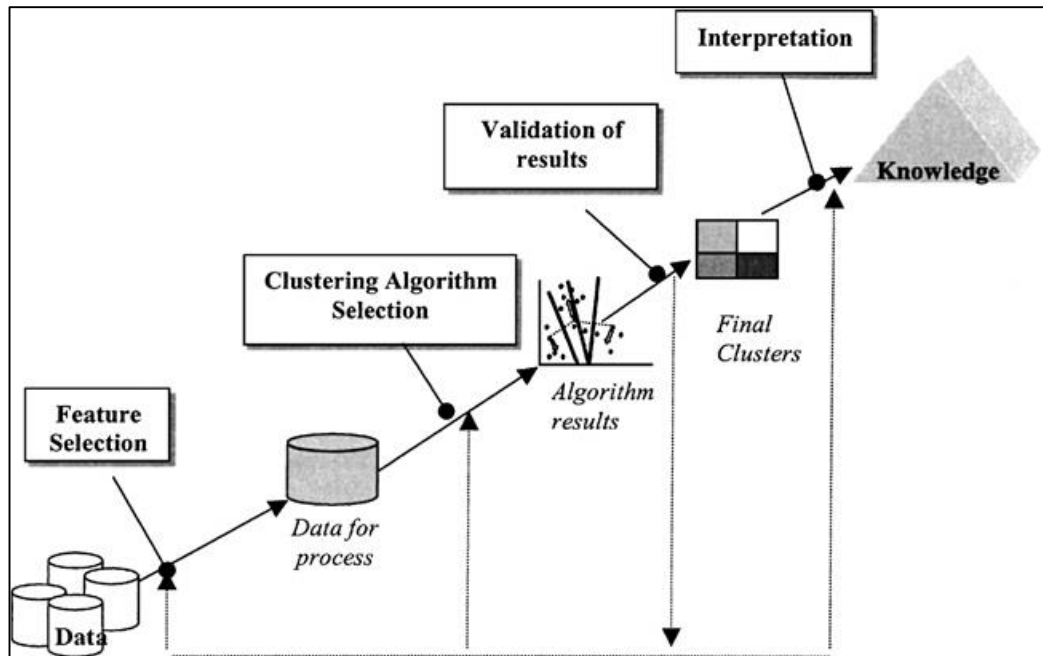 Interpretation
Validation of
results
Knowledge
Clustering Algorithm
Selection
Final
Clusters
Algorithm
results
Feature
Selection
Data for
process
Data